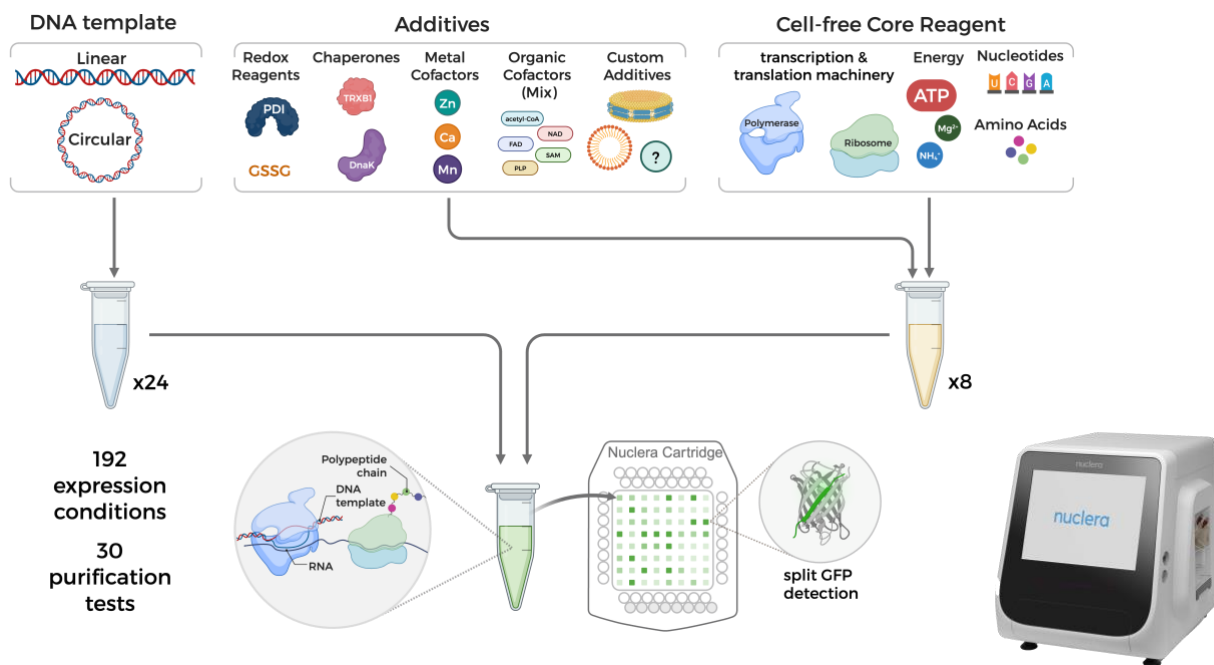 DNA template
Linear
Circular
Additives
Redox
Reagents
PDI
GSSG
Chaperones
TRXB1
DnaK
Metal
Cofactors
Zn
Ca
Mn
Organic
Cofactors
(Mix)
acetyl-CoA
NAD
FAD
SAM
PLP
Custom
Additives
?
Cell-free Core Reagent
transcription &
translation machinery
Polymerase
Ribosome
Energy
ATP
Mg²⁺
NH₄⁺
Nucleotides
U C G A
Amino Acids
x24
x8
192
expression
conditions
30
purification
tests
Polypeptide
chain
DNA
template
RNA
Nuclera Cartridge
split GFP
detection
nuclera
nuclera